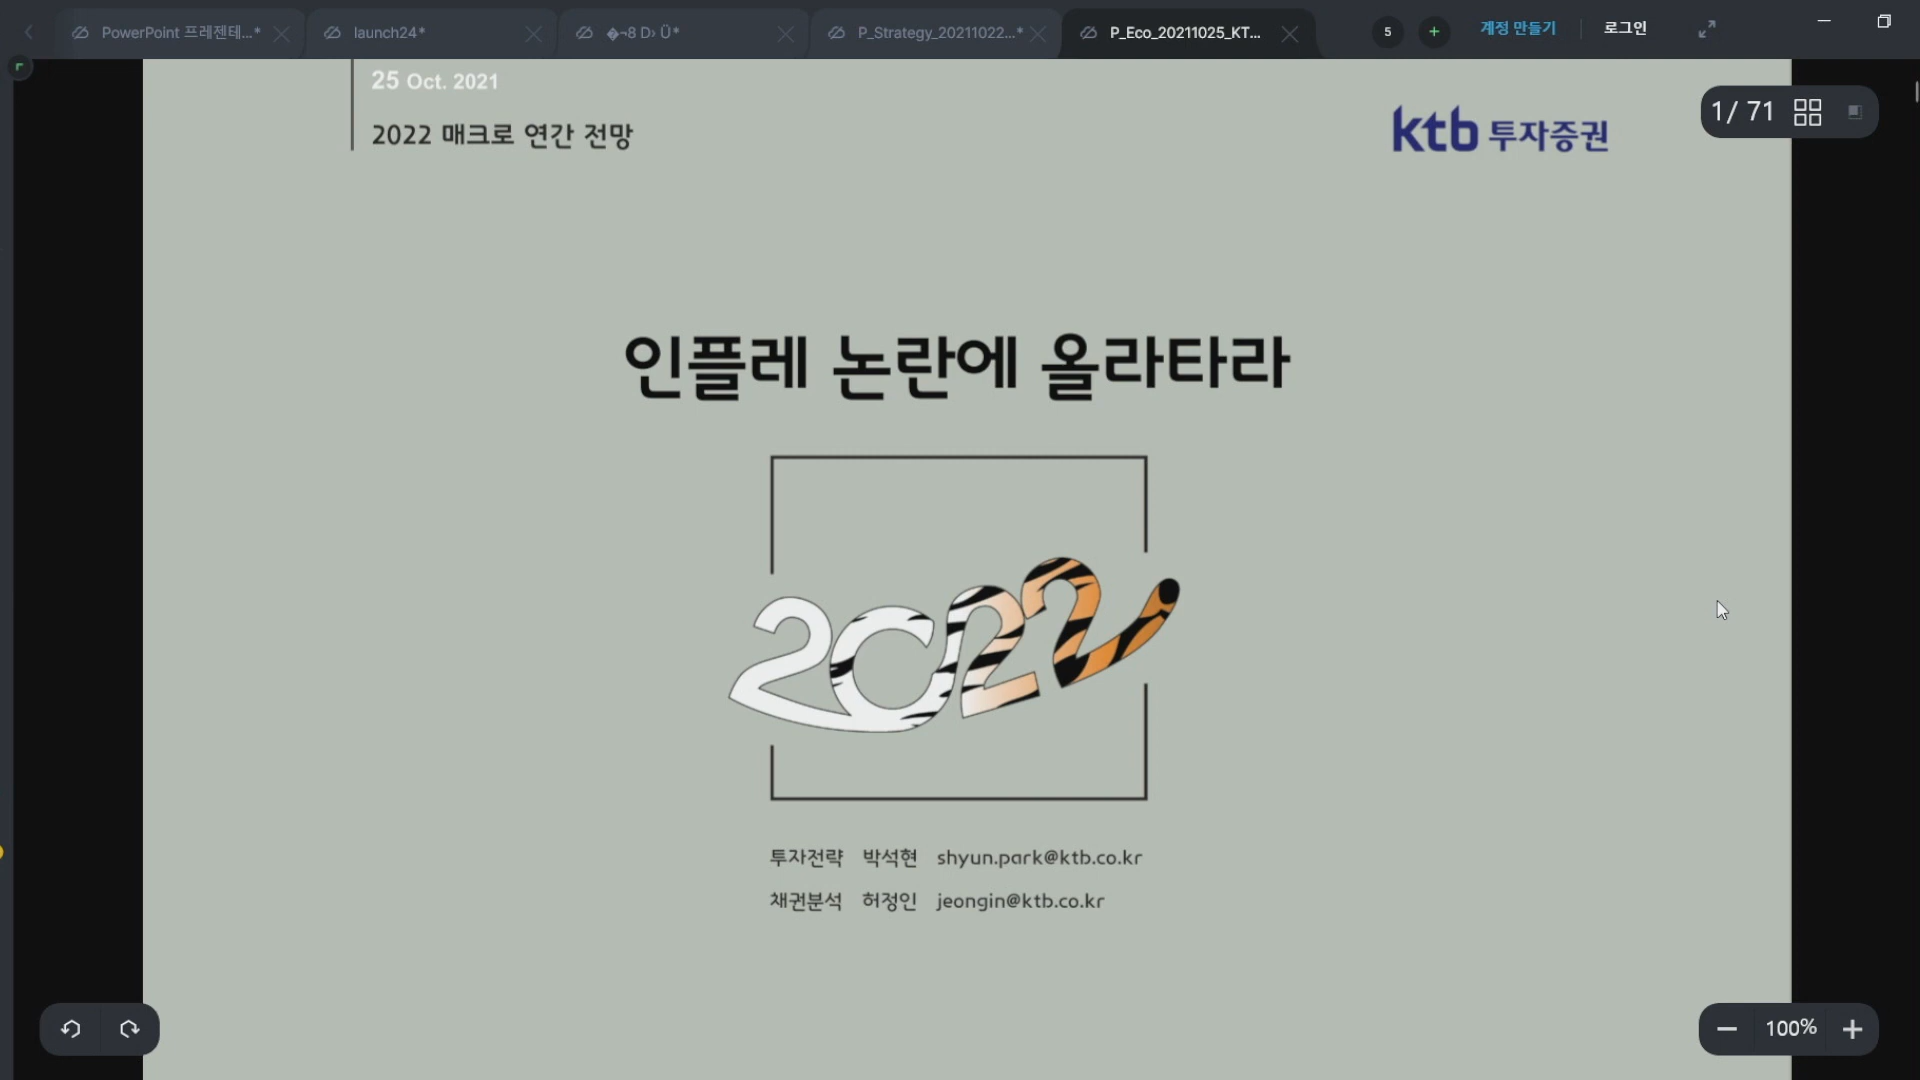 PowerPoint 프레젠테...*
launch24*
P_Strategy_20211022...*
P_Eco_20211025_KT...
5
계정 만들기
로그인
25 Oct. 2021
2022 매크로 연간 전망
ktb 투자증권
1/ 71
인플레 논란에 올라타라
2022
투자전략 박석현 shyun.park@ktb.co.kr
채권분석 허정인 jeongin@ktb.co.kr
100%